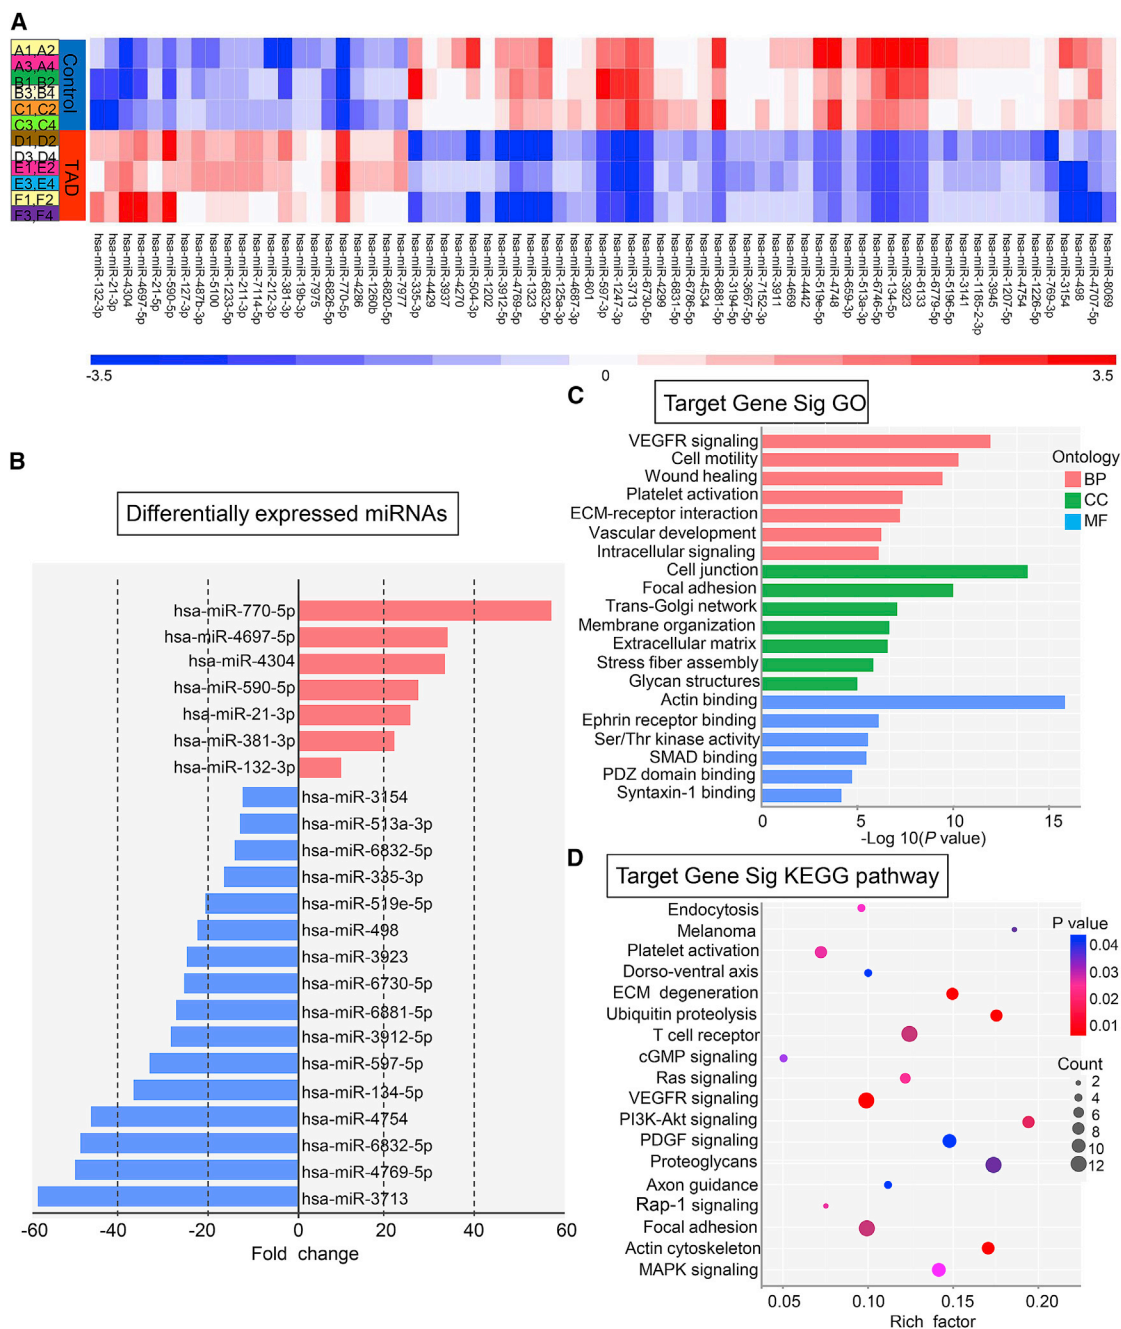 A
A1,A2
A3,A4
B1,B2
B3,B4
C1,C2
C3,C4
D1,D2
D3,D4
E1,E2
E3,E4
F1,F2
F3,F4
Control
TAD
hsa-miR-132-3p
hsa-miR-21-3p
hsa-miR-4304
hsa-miR-4697-5p
hsa-miR-21-5p
hsa-miR-590-5p
hsa-miR-127-3p
hsa-miR-487b-3p
hsa-miR-5100
hsa-miR-1233-5p
hsa-miR-211-3p
hsa-miR-7114-5p
hsa-miR-212-3p
hsa-miR-381-3p
hsa-miR-19b-3p
hsa-miR-7975
hsa-miR-6826-5p
hsa-miR-770-5p
hsa-miR-4286
hsa-miR-1260b
hsa-miR-6820-5p
hsa-miR-7977
hsa-miR-335-3p
hsa-miR-4429
hsa-miR-3937
hsa-miR-4270
hsa-miR-504-3p
hsa-miR-1202
hsa-miR-3912-5p
hsa-miR-4769-5p
hsa-miR-1323
hsa-miR-6832-5p
hsa-miR-125a-3p
hsa-miR-4687-3p
hsa-miR-601
hsa-miR-597-3p
hsa-miR-1247-3p
hsa-miR-3713
hsa-miR-6730-5p
hsa-miR-4299
hsa-miR-6831-5p
hsa-miR-6786-5p
hsa-miR-4534
hsa-miR-6881-5p
hsa-miR-3194-5p
hsa-miR-3667-5p
hsa-miR-7152-3p
hsa-miR-3911
hsa-miR-4669
hsa-miR-4442
hsa-miR-519e-5p
hsa-miR-4748
hsa-miR-659-3p
hsa-miR-513a-3p
hsa-miR-6746-5p
hsa-miR-134-5p
hsa-miR-3923
hsa-miR-6133
hsa-miR-6779-5p
hsa-miR-5196-5p
hsa-miR-3141
hsa-miR-1185-2-3p
hsa-miR-3945
hsa-miR-1207-5p
hsa-miR-4754
hsa-miR-1226-5p
hsa-miR-769-3p
hsa-miR-3154
hsa-miR-498
hsa-miR-4707-5p
hsa-miR-8069
-3.5 0 3.5
B
Differentially expressed miRNAs
hsa-miR-770-5p
hsa-miR-4697-5p
hsa-miR-4304
hsa-miR-590-5p
hsa-miR-21-3p
hsa-miR-381-3p
hsa-miR-132-3p
hsa-miR-3154
hsa-miR-513a-3p
hsa-miR-6832-5p
hsa-miR-335-3p
hsa-miR-519e-5p
hsa-miR-498
hsa-miR-3923
hsa-miR-6730-5p
hsa-miR-6881-5p
hsa-miR-3912-5p
hsa-miR-597-5p
hsa-miR-134-5p
hsa-miR-4754
hsa-miR-6832-5p
hsa-miR-4769-5p
hsa-miR-3713
-60 -40 -20 0 20 40 60
Fold change
C
Target Gene Sig GO
VEGFR signaling
Cell motility
Wound healing
Platelet activation
ECM-receptor interaction
Vascular development
Intracellular signaling
Cell junction
Focal adhesion
Trans-Golgi network
Membrane organization
Extracellular matrix
Stress fiber assembly
Glycan structures
Actin binding
Ephrin receptor binding
Ser/Thr kinase activity
SMAD binding
PDZ domain binding
Syntaxin-1 binding
0 5 10 15
-Log 10(P value)
Ontology
BP
CC
MF
D
Target Gene Sig KEGG pathway
Endocytosis
Melanoma
Platelet activation
Dorso-ventral axis
ECM degeneration
Ubiquitin proteolysis
T cell receptor
cGMP signaling
Ras signaling
VEGFR signaling
PI3K-Akt signaling
PDGF signaling
Proteoglycans
Axon guidance
Rap-1 signaling
Focal adhesion
Actin cytoskeleton
MAPK signaling
0.05 0.10 0.15 0.20
Rich factor
P value
0.04
0.03
0.02
0.01
Count
2
4
6
8
10
12